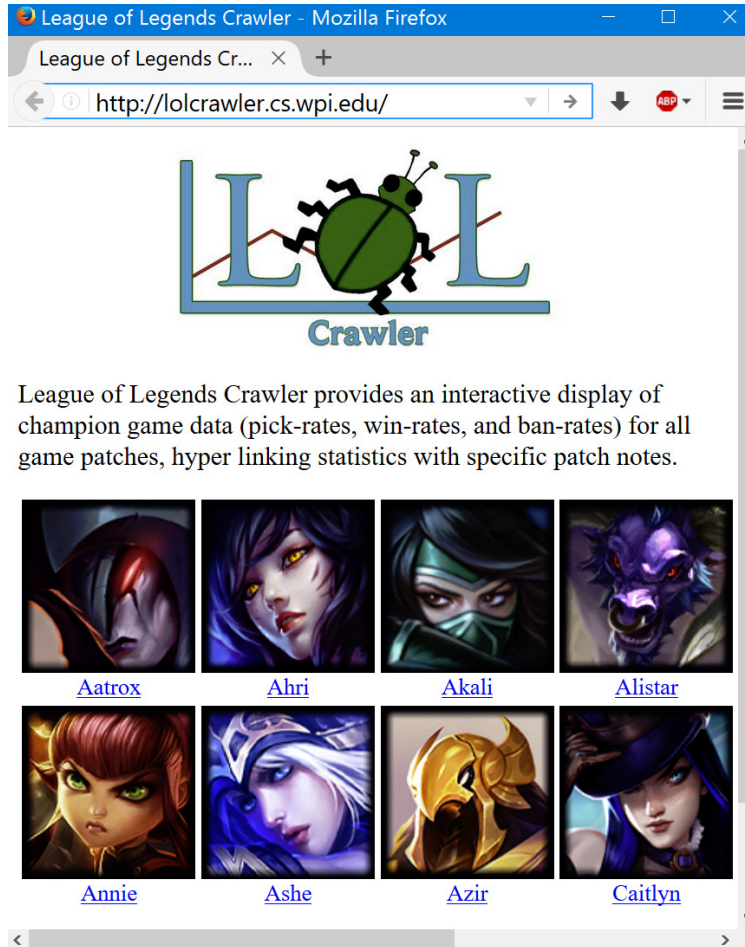 League of Legends Crawler - Mozilla Firefox
League of Legends Cr...
http://lolcrawler.cs.wpi.edu/
ABP
L L
Crawler
League of Legends Crawler provides an interactive display of
champion game data (pick-rates, win-rates, and ban-rates) for all
game patches, hyper linking statistics with specific patch notes.
Aatrox Ahri Akali Alistar
Annie Ashe Azir Caitlyn